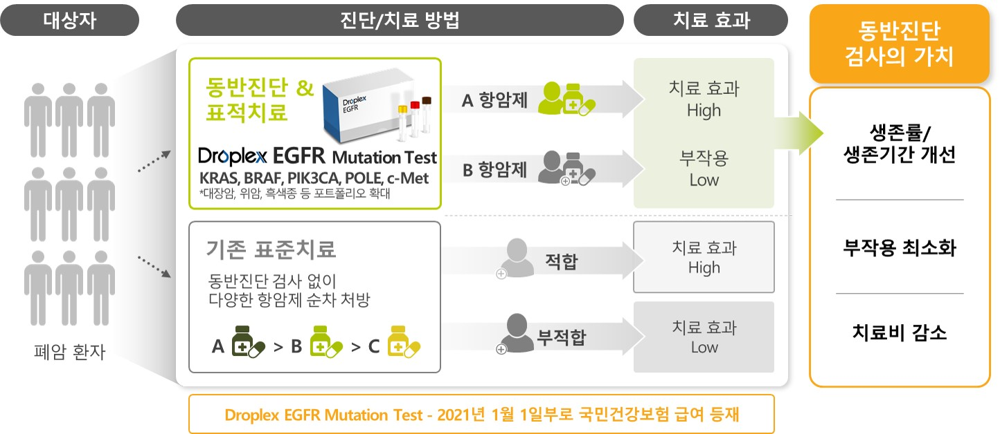 대상자
진단/치료 방법
치료 효과
동반진단
검사의 가치
폐암 환자
동반진단 &
표적치료
Droplex
EGFR
Droplex EGFR Mutation Test
KRAS, BRAF, PIK3CA, POLE, c-Met
*대장암, 위암, 흑색종 등 포트폴리오 확대
A 항암제
B 항암제
치료 효과
High
부작용
Low
기존 표준치료
동반진단 검사 없이
다양한 항암제 순차 처방
A > B > C
적합
부적합
치료 효과
High
치료 효과
Low
생존률/
생존기간 개선
부작용 최소화
치료비 감소
Droplex EGFR Mutation Test - 2021년 1월 1일부로 국민건강보험 급여 등재